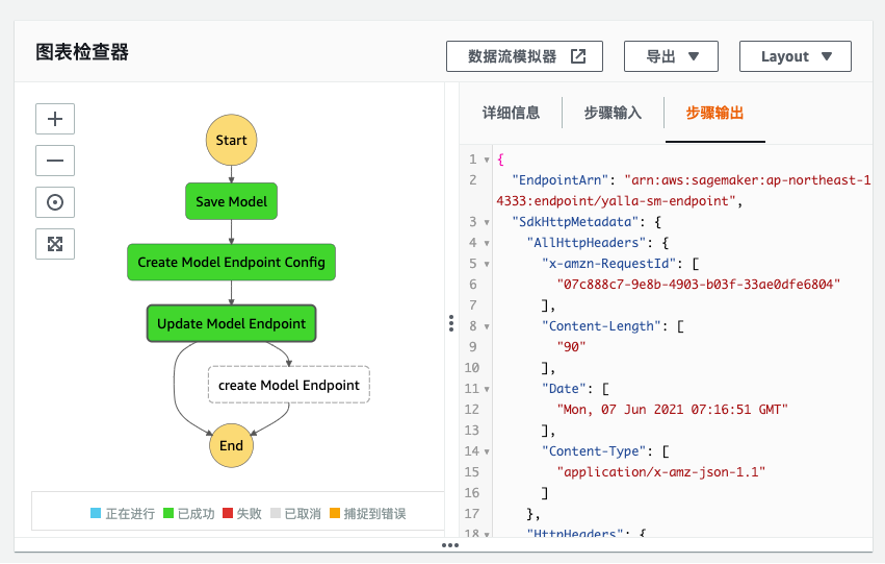 图表检查器
数据流模拟器
导出
Layout
详细信息
步骤输入
步骤输出
Start
Save Model
Create Model Endpoint Config
Update Model Endpoint
create Model Endpoint
End
正在进行
已成功
失败
已取消
捕捉到错误
1 {
2 "EndpointArn": "arn:aws:sagemaker:ap-northeast-1
4333:endpoint/yalla-sm-endpoint",
3 "SdkHttpMetadata": {
4 "AllHttpHeaders": {
5 "x-amzn-RequestId": [
6 "07c888c7-9e8b-4903-b03f-33ae0dfe6804"
7 ],
8 "Content-Length": [
9 "90"
10 ],
11 "Date": [
12 "Mon, 07 Jun 2021 07:16:51 GMT"
13 ],
14 "Content-Type": [
15 "application/x-amz-json-1.1"
16 ]
17 },
18 "HttpHeaders": {